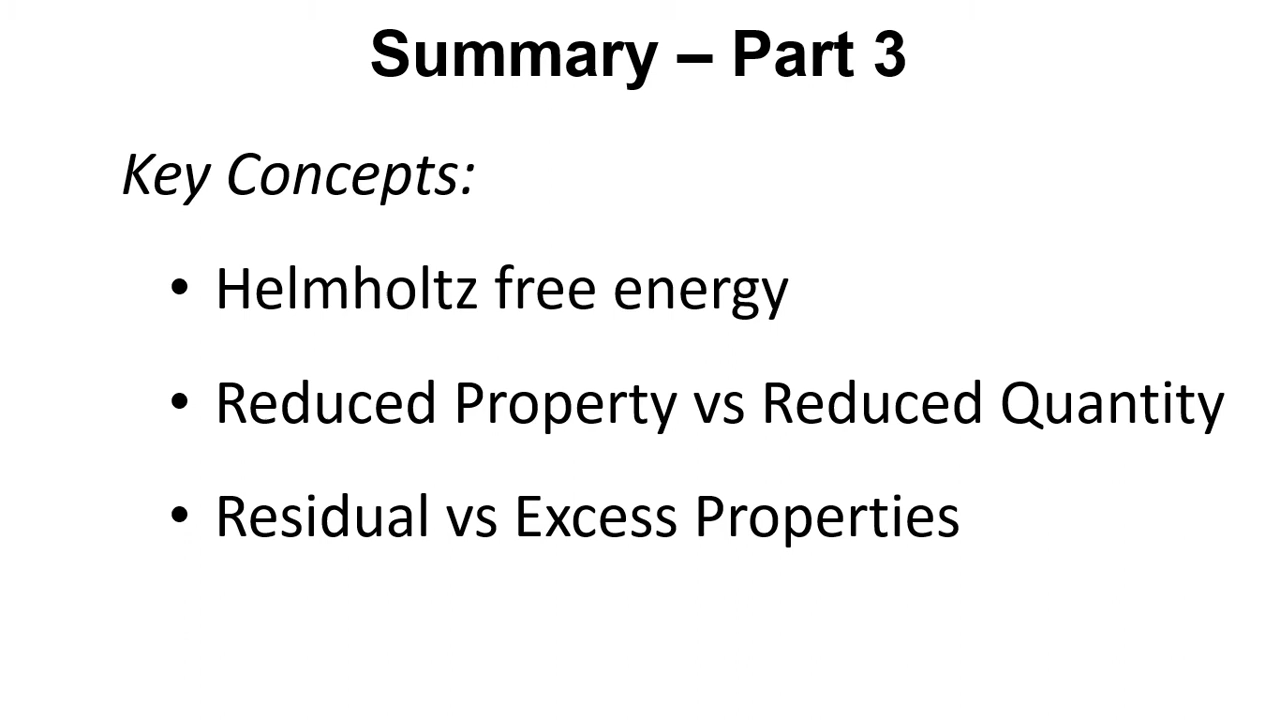 Summary – Part 3
Key Concepts:
• Helmholtz free energy
• Reduced Property vs Reduced Quantity
• Residual vs Excess Properties